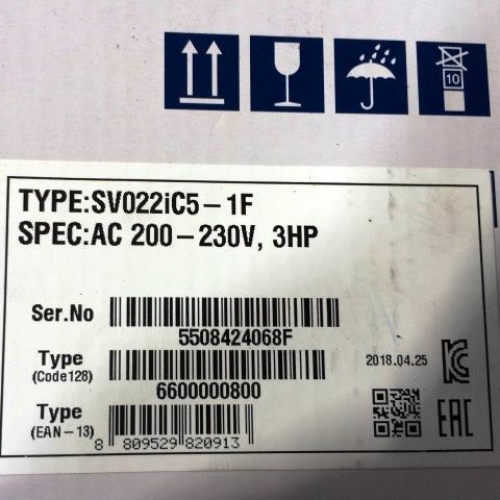 10
TYPE:SV022iC5-1F
SPEC:AC 200-230V, 3HP
Ser.No
5508424068F
Type
(Code128)
6600000800
2018.04.25
Type
(EAN-13)
8 809529 820913
EAC